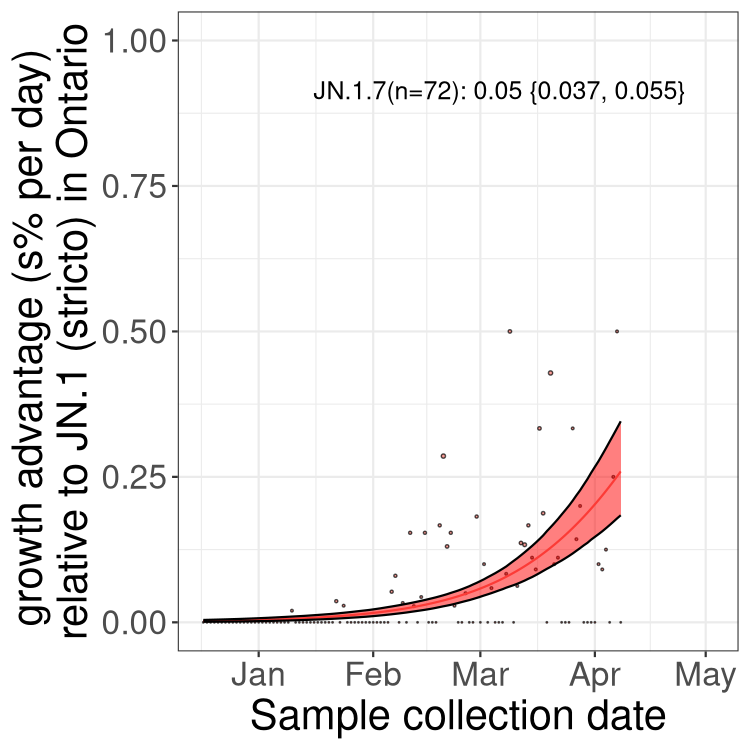 growth advantage (s% per day)
relative to JN.1 (stricto) in Ontario
1.00
0.75
0.50
0.25
0.00
JN.1.7(n=72): 0.05 {0.037, 0.055}
Jan Feb Mar Apr May
Sample collection date